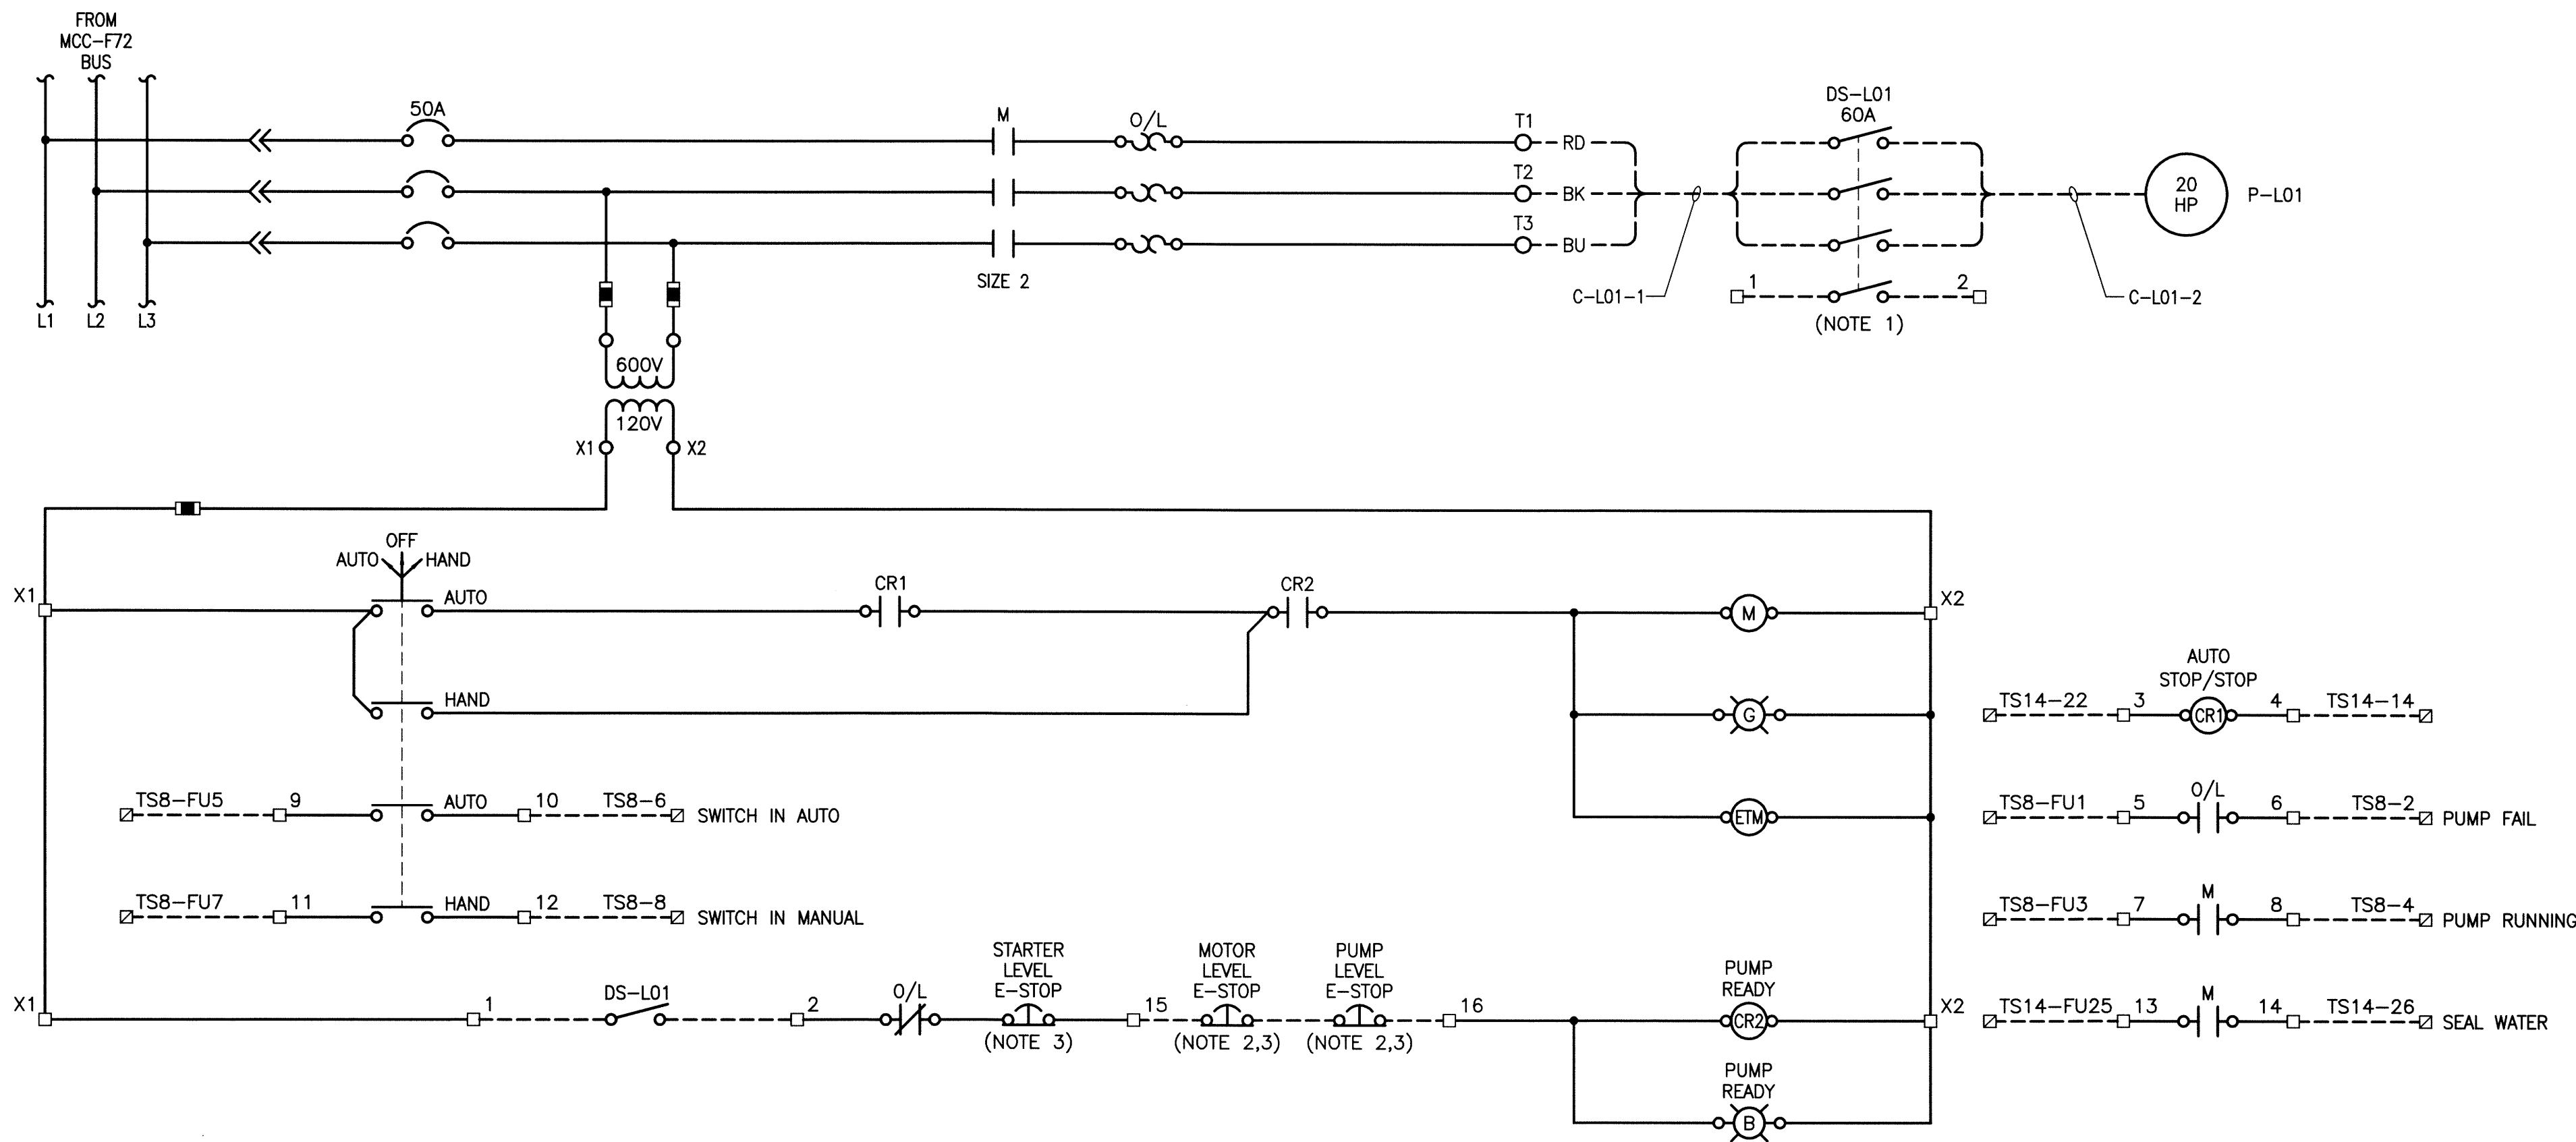 FROM
MCC-F72
BUS
L1 L2 L3
50A
M
SIZE 2
O/L
T1
RD
T2
BK
T3
BU
C-L01-1
DS-L01
60A
1 2
(NOTE 1)
C-L01-2
20
HP
P-L01
600V
120V
X1 X2
OFF
AUTO HAND
X1
AUTO
CR1
CR2
M
X2
HAND
G
ETM
TS8-FU5 9
AUTO
10 TS8-6
SWITCH IN AUTO
TS8-FU7 11
HAND
12 TS8-8
SWITCH IN MANUAL
X1
1
DS-L01
2
O/L
STARTER
LEVEL
E-STOP
(NOTE 3)
15
MOTOR
LEVEL
E-STOP
(NOTE 2,3)
PUMP
LEVEL
E-STOP
(NOTE 2,3)
16
PUMP
READY
CR2
X2
PUMP
READY
B
AUTO
STOP/STOP
TS14-22 3 CR1 4 TS14-14
O/L
TS8-FU1 5 6 TS8-2
PUMP FAIL
M
TS8-FU3 7 8 TS8-4
PUMP RUNNING
M
TS14-FU25 13 14 TS14-26
SEAL WATER